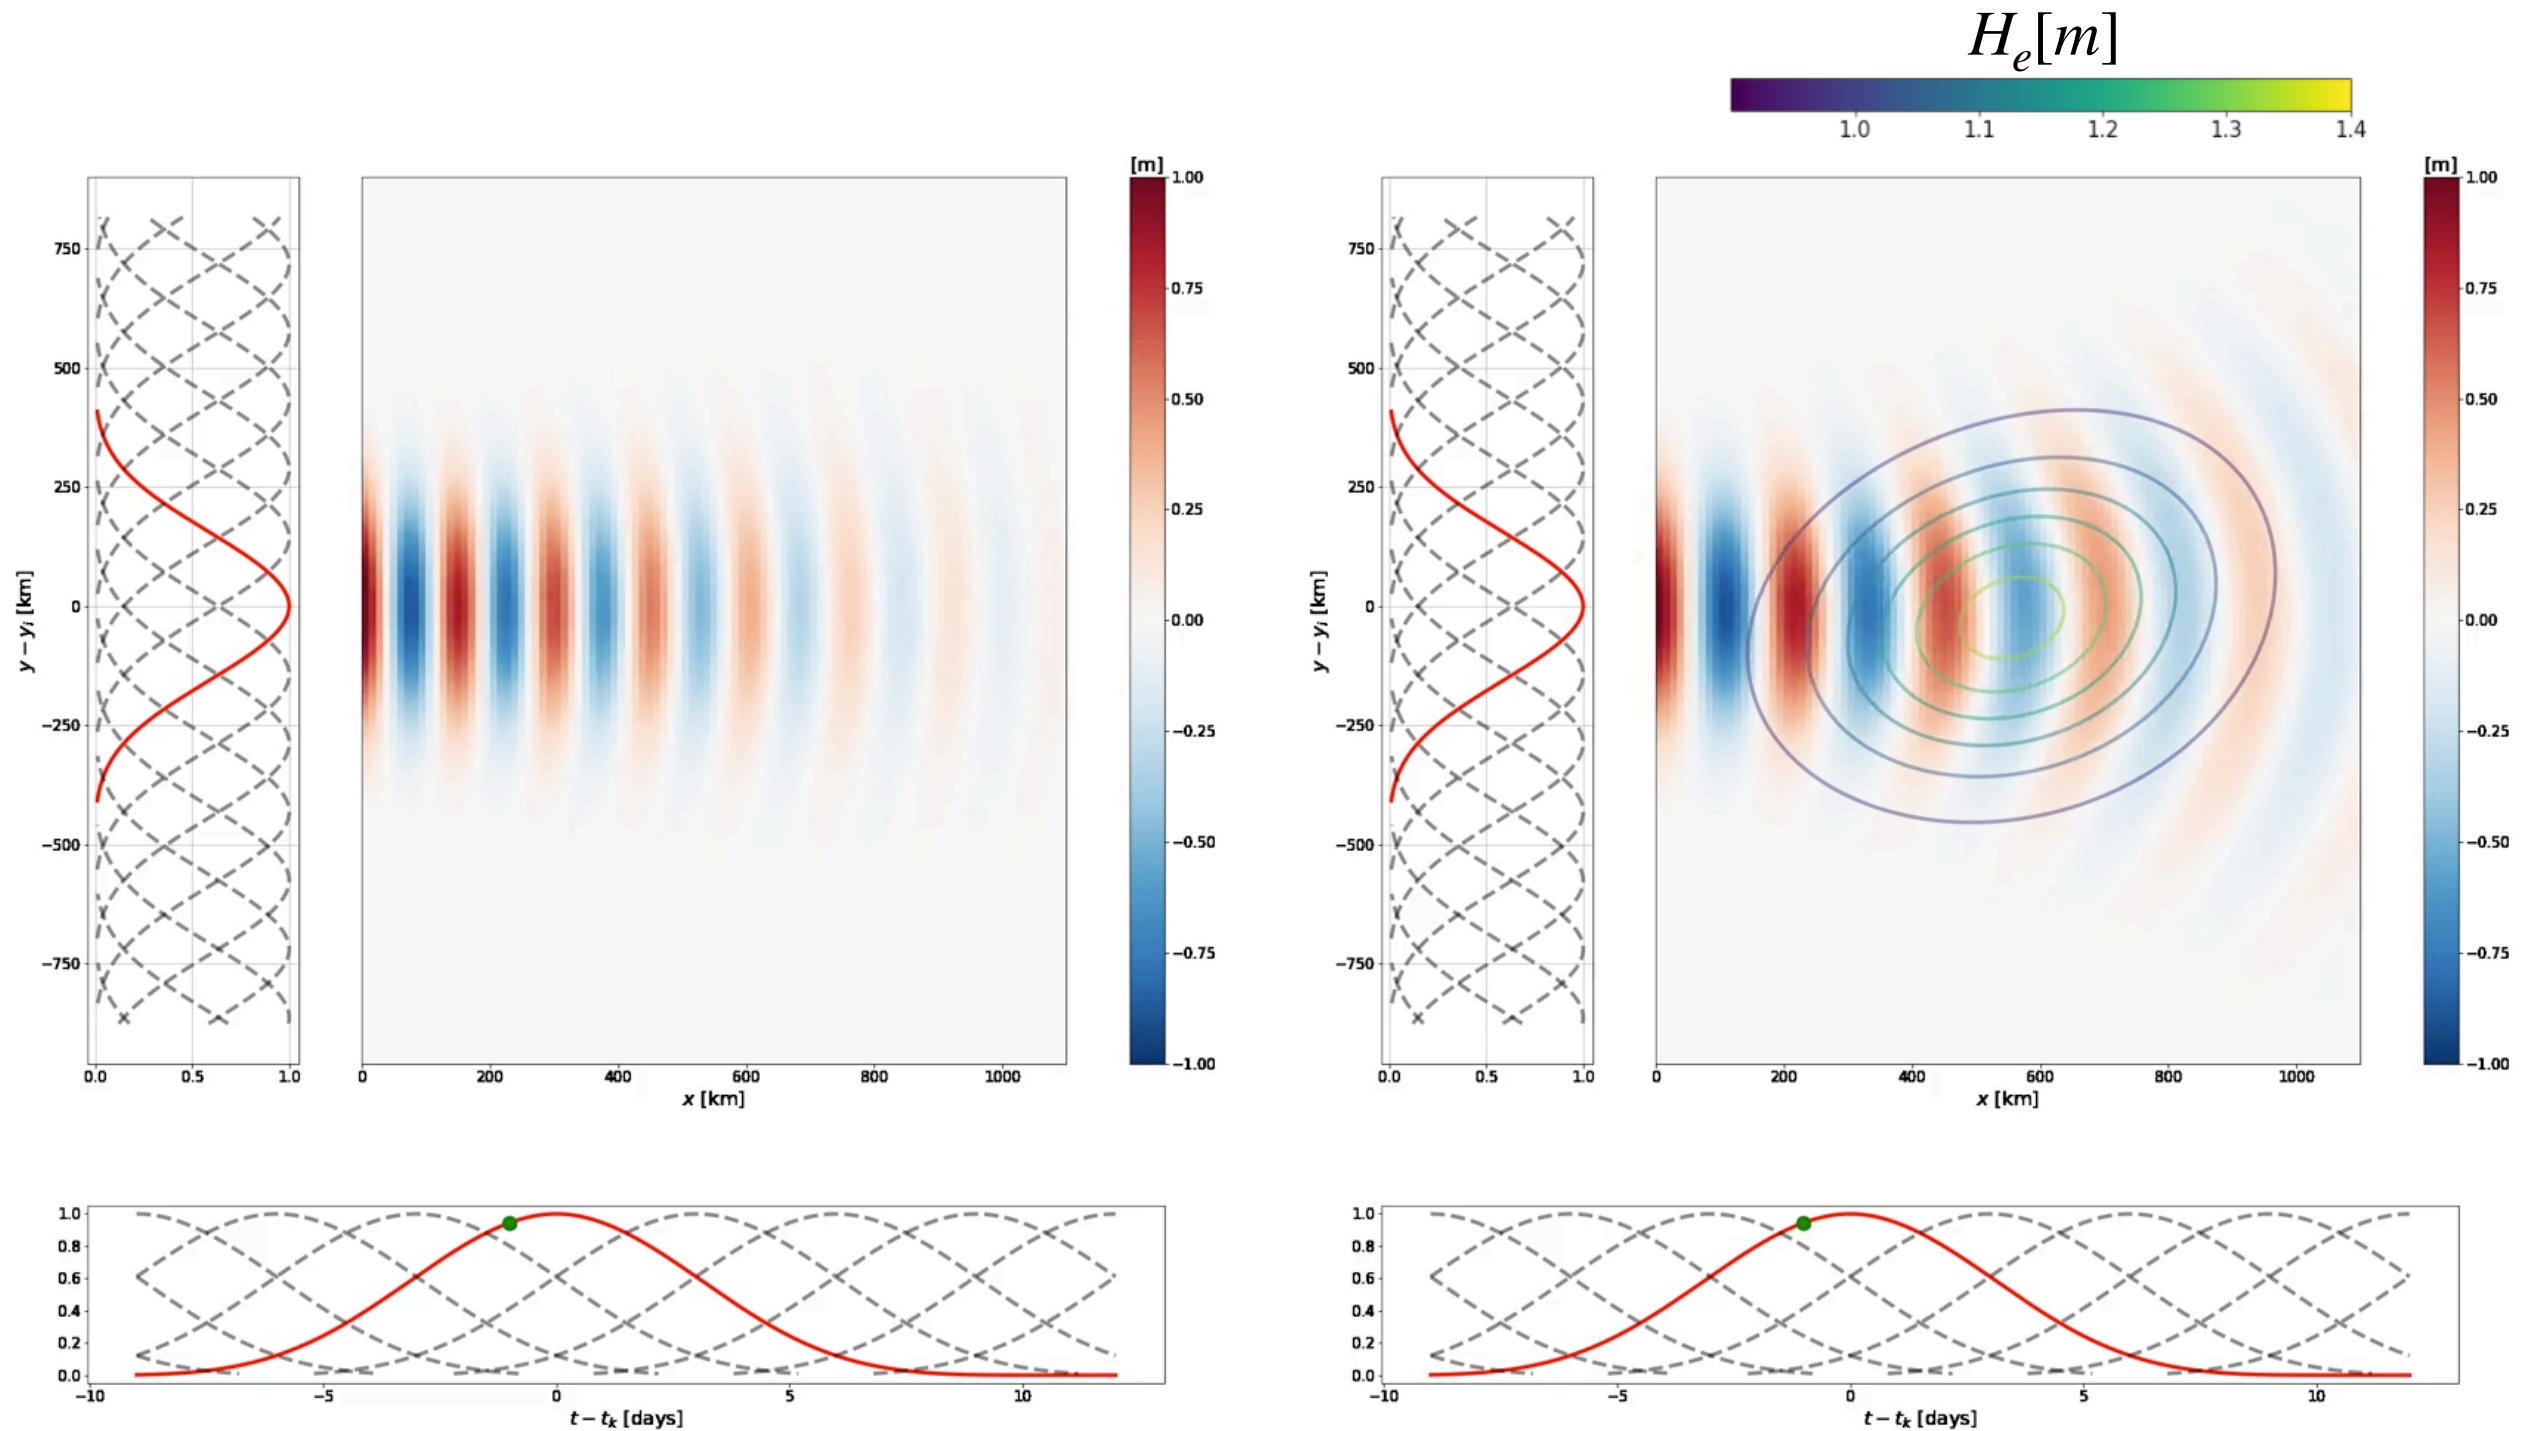 H_e[m]
1.0 1.1 1.2 1.3 1.4
[m]
1.00
0.75
0.50
0.25
0.00
−0.25
−0.50
−0.75
−1.00
750
500
250
0
−250
−500
−750
y − y_i [km]
0.0 0.5 1.0
0 200 400 600 800 1000
x [km]
[m]
1.00
0.75
0.50
0.25
0.00
−0.25
−0.50
−0.75
−1.00
750
500
250
0
−250
−500
−750
y − y_i [km]
0.0 0.5 1.0
0 200 400 600 800 1000
x [km]
1.0
0.8
0.6
0.4
0.2
0.0
−10 −5 0 5 10
t − t_k [days]
1.0
0.8
0.6
0.4
0.2
0.0
−10 −5 0 5 10
t − t_k [days]